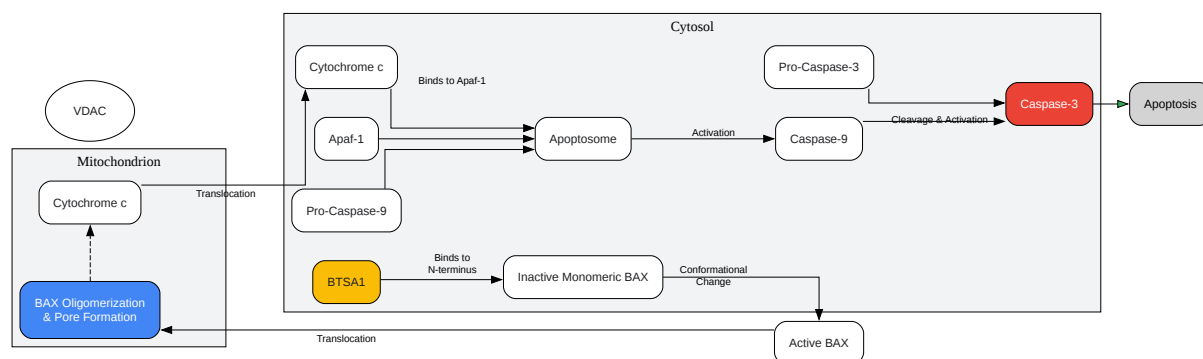 Cytosol
Cytochrome c
Pro-Caspase-3
Binds to Apaf-1
VDAC
Caspase-3
Apoptosis
Apaf-1
Apoptosome
Activation
Caspase-9
Cleavage & Activation
Mitochondrion
Cytochrome c
Translocation
Pro-Caspase-9
BTSA1
Binds to
N-terminus
Inactive Monomeric BAX
Conformational
Change
BAX Oligomerization
& Pore Formation
Translocation
Active BAX